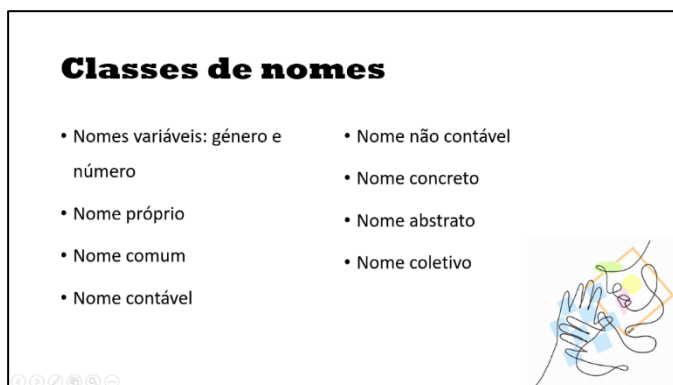 Classes de nomes
• Nomes variáveis: género e
número
• Nome próprio
• Nome comum
• Nome contável
• Nome não contável
• Nome concreto
• Nome abstrato
• Nome coletivo